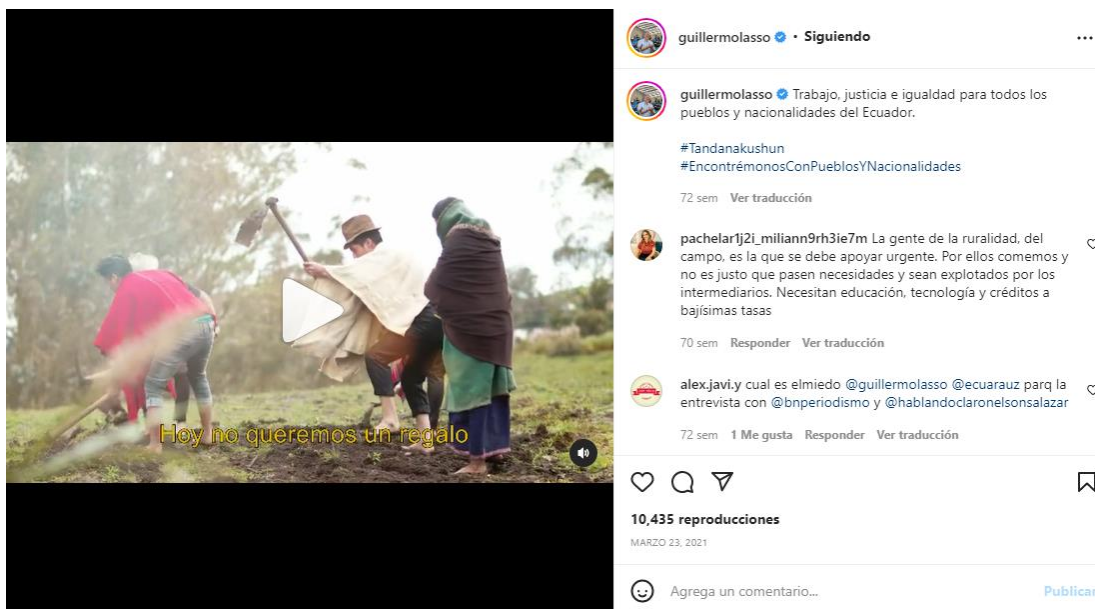 Hoy no queremos un regalo
guillermolasso • Siguiendo
guillermolasso Trabajo, justicia e igualdad para todos los
pueblos y nacionalidades del Ecuador.
#Tandanakushun
#EncontrémonosConPueblosYNacionalidades
72 sem Ver traducción
pachelar1j2i_miliann9rh3ie7m La gente de la ruralidad, del
campo, es la que se debe apoyar urgente. Por ellos comemos y
no es justo que pasen necesidades y sean explotados por los
intermediarios. Necesitan educación, tecnología y créditos a
bajísimas tasas
70 sem Responder Ver traducción
alex.javi.y cual es elmiedo @guillermolasso @ecuarauz parq la
entrevista con @bnperiodismo y @hablandoclaronelsonsalazar
72 sem 1 Me gusta Responder Ver traducción
10,435 reproducciones
MARZO 23, 2021
Agrega un comentario...
Publicar